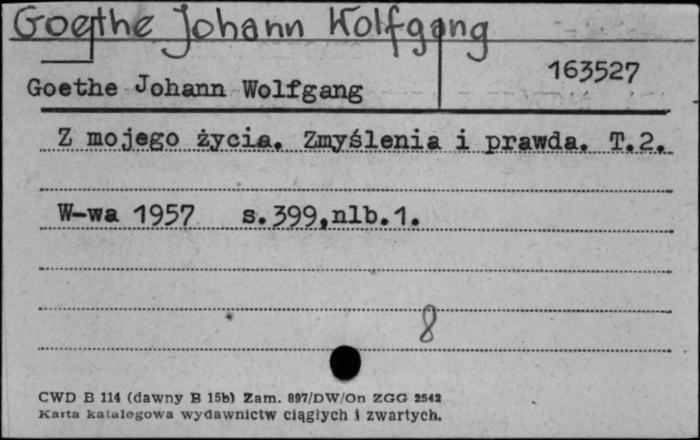 Goethe Johann Wolfgang
163527
Goethe Johann Wolfgang
Z mojego życia. Zmyślenia i prawda. T.2.
W-wa 1957 s.399,nlb.1.
8
CWD B 114 (dawny B 15b) Zam. 897/DW/On ZGG 2542
Karta katalogowa wydawnictw ciągłych i zwartych.